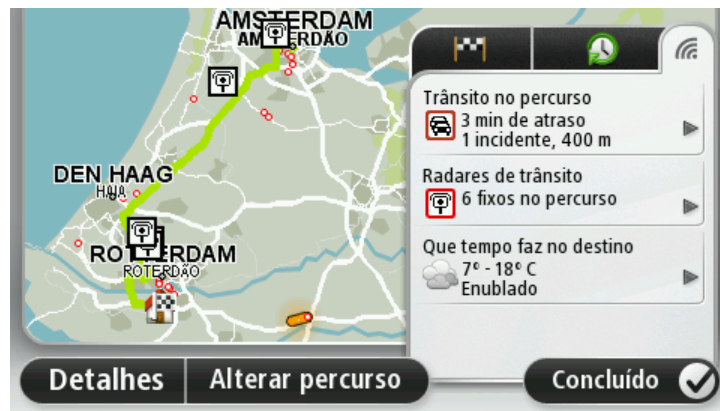 AMSTERDAM
AMSTERDÃO
DEN HAAG
HAIA
ROTTERDAM
ROTERDÃO
Trânsito no percurso
3 min de atraso
1 incidente, 400 m
Radares de trânsito
6 fixos no percurso
Que tempo faz no destino
7º - 18º C
Enublado
Detalhes
Alterar percurso
Concluído